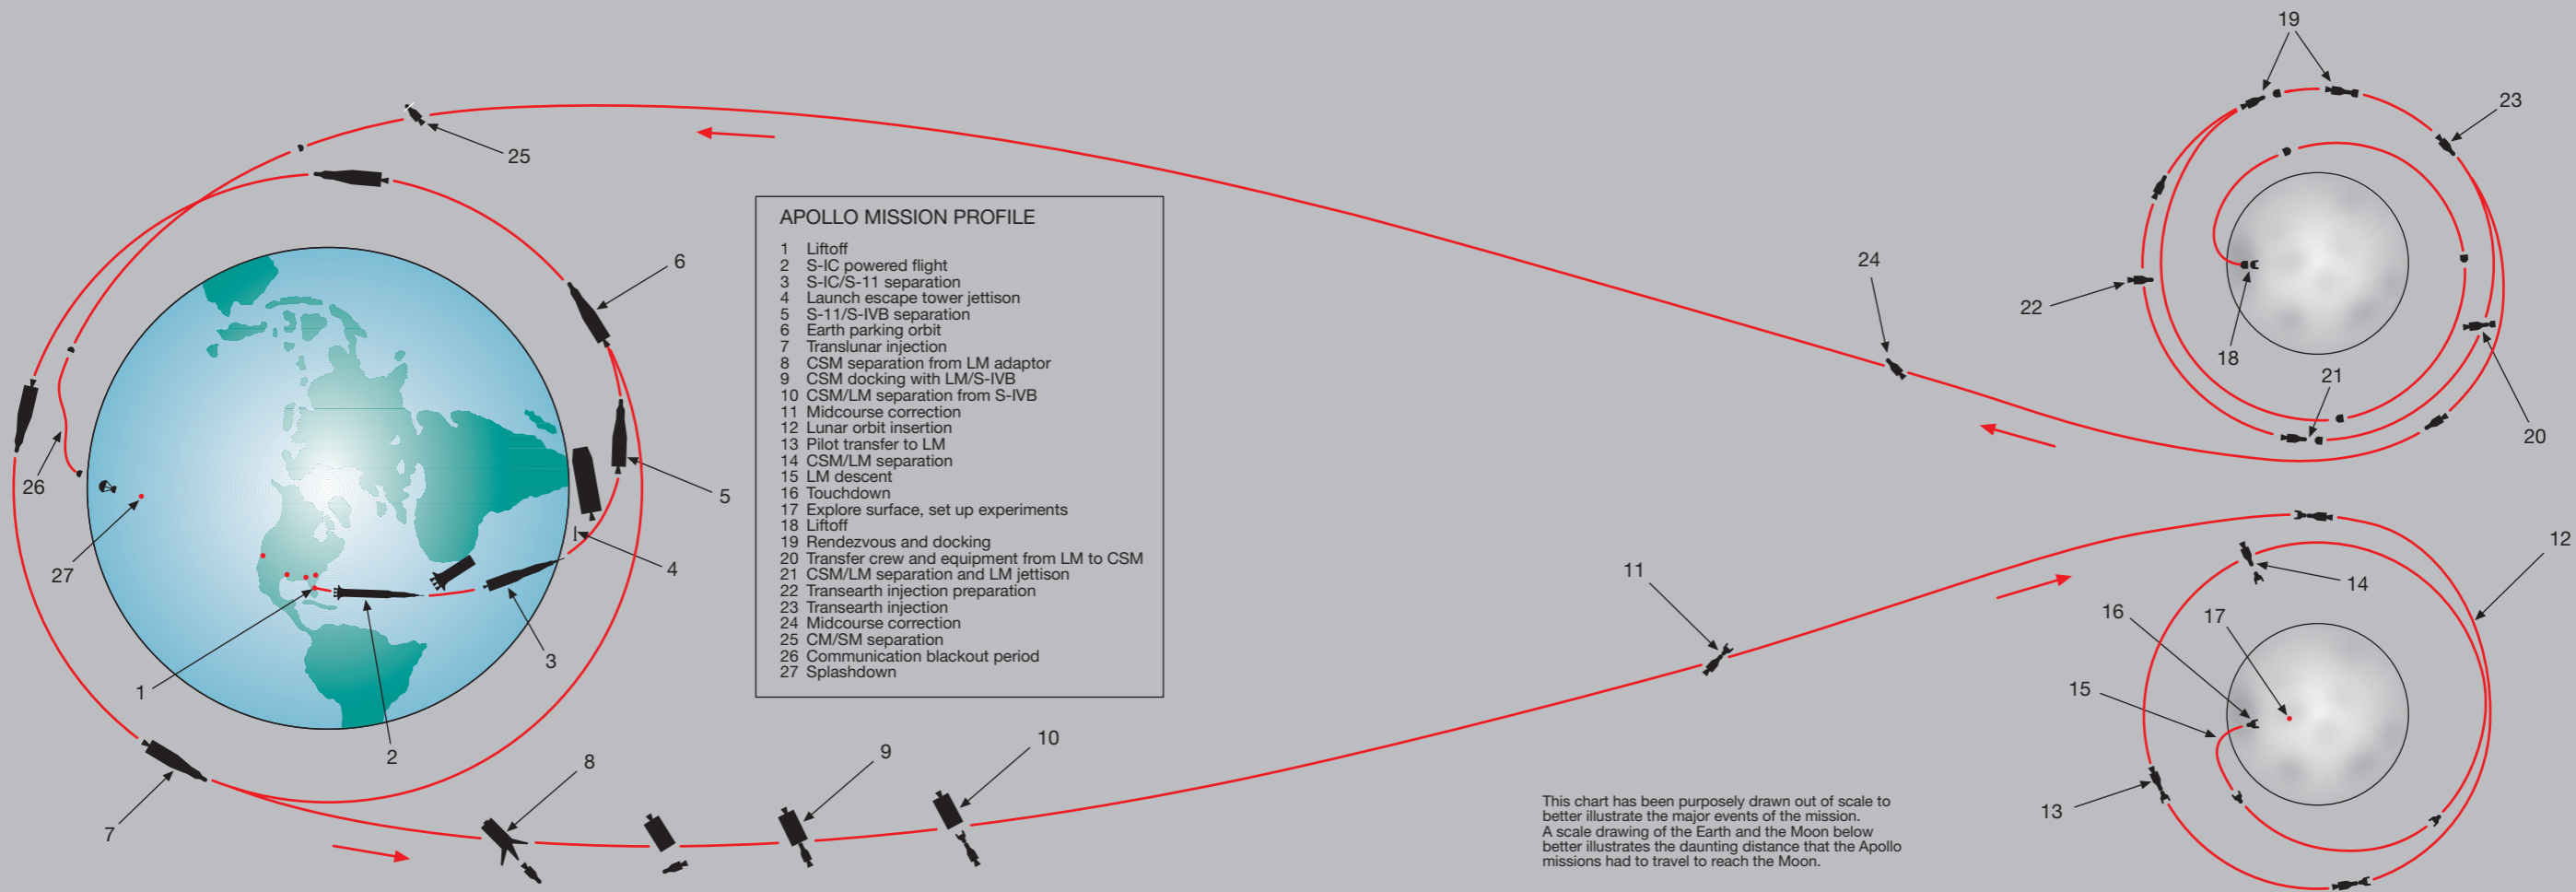 19
23
25
APOLLO MISSION PROFILE
1 Liftoff
2 S-IC powered flight
3 S-IC/S-11 separation
4 Launch escape tower jettison
5 S-11/S-IVB separation
6 Earth parking orbit
7 Translunar injection
8 CSM separation from LM adaptor
9 CSM docking with LM/S-IVB
10 CSM/LM separation from S-IVB
11 Midcourse correction
12 Lunar orbit insertion
13 Pilot transfer to LM
14 CSM/LM separation
15 LM descent
16 Touchdown
17 Explore surface, set up experiments
18 Liftoff
19 Rendezvous and docking
20 Transfer crew and equipment from LM to CSM
21 CSM/LM separation and LM jettison
22 Transearth injection preparation
23 Transearth injection
24 Midcourse correction
25 CM/SM separation
26 Communication blackout period
27 Splashdown
6
24
22
18
21
20
26
5
27
4
12
11
14
16
17
3
15
1
10
9
2
8
13
7
This chart has been purposely drawn out of scale to
better illustrate the major events of the mission.
A scale drawing of the Earth and the Moon below
better illustrates the daunting distance that the Apollo
missions had to travel to reach the Moon.